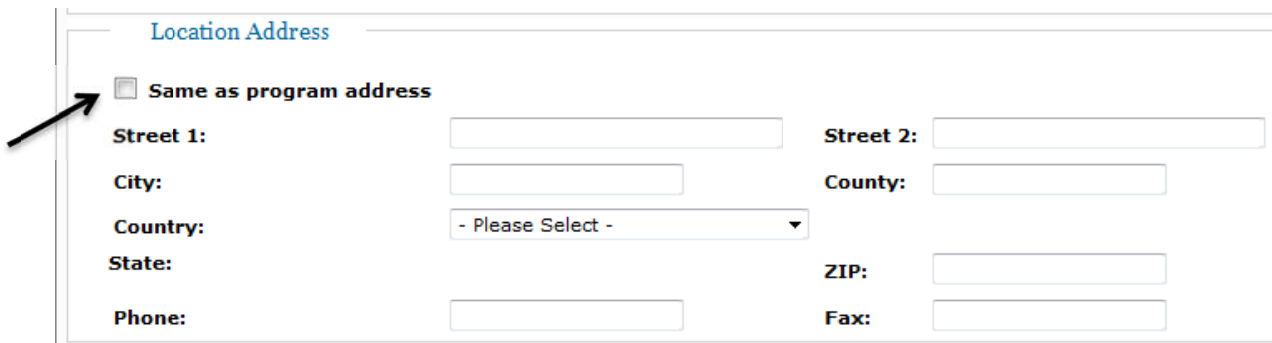 Location Address
Same as program address
Street 1: Street 2:
City: County:
Country: - Please Select -
State:
ZIP:
Phone: Fax: